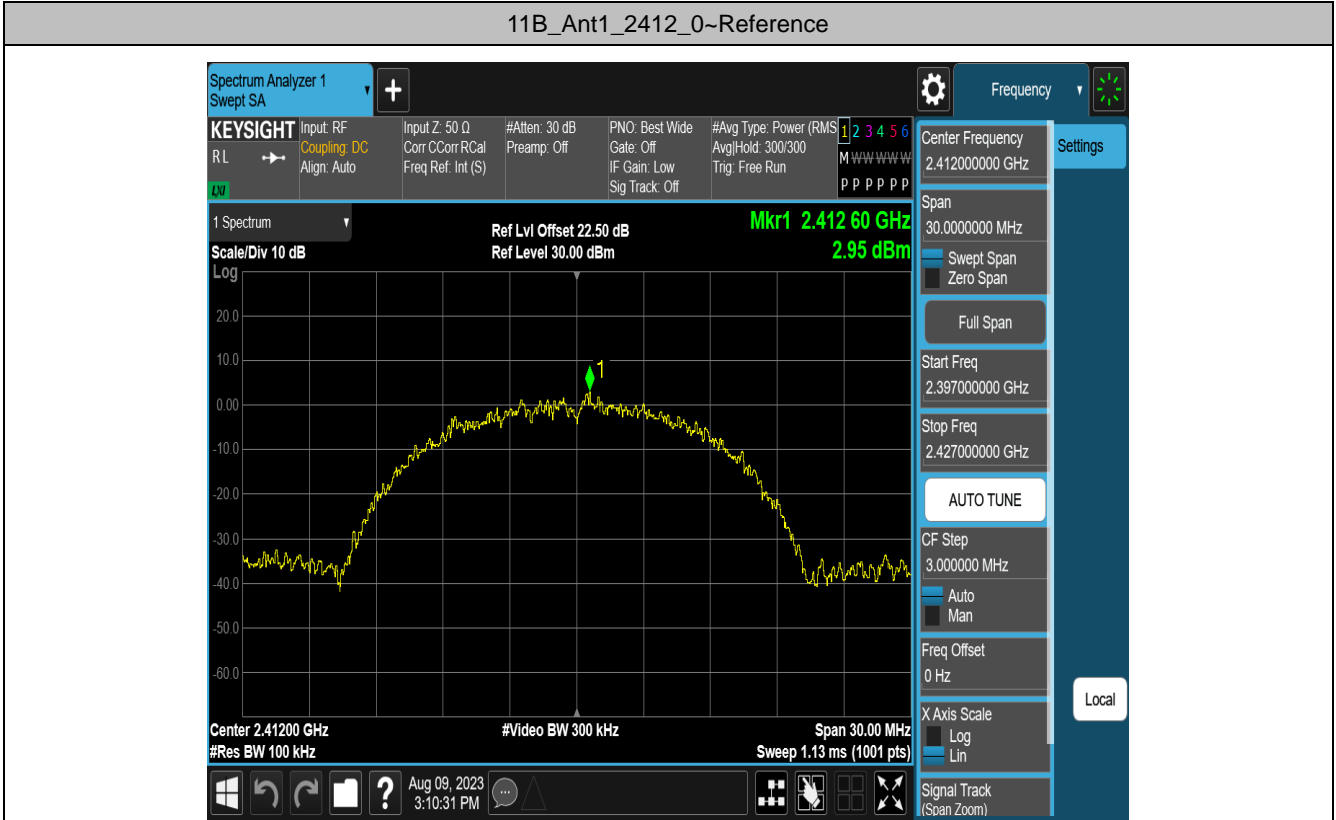 11B_Ant1_2412_0~Reference
Spectrum Analyzer 1
Swept SA
Frequency
KEYSIGHT
RL
LXI
Input: RF
Coupling: DC
Align: Auto
Input Z: 50 Ω
Corr CCorr RCal
Freq Ref: Int (S)
#Atten: 30 dB
Preamp: Off
PNO: Best Wide
Gate: Off
IF Gain: Low
Sig Track: Off
#Avg Type: Power (RMS
Avg|Hold: 300/300
Trig: Free Run
1 2 3 4 5 6
M W W W W W
P P P P P P
1 Spectrum
Scale/Div 10 dB
Ref Lvl Offset 22.50 dB
Ref Level 30.00 dBm
Mkr1 2.412 60 GHz
2.95 dBm
Log
20.0
10.0
0.00
-10.0
-20.0
-30.0
-40.0
-50.0
-60.0
1
Center 2.41200 GHz
#Res BW 100 kHz
#Video BW 300 kHz
Span 30.00 MHz
Sweep 1.13 ms (1001 pts)
Center Frequency
2.412000000 GHz
Settings
Span
30.0000000 MHz
Swept Span
Zero Span
Full Span
Start Freq
2.397000000 GHz
Stop Freq
2.427000000 GHz
AUTO TUNE
CF Step
3.000000 MHz
Auto
Man
Freq Offset
0 Hz
X Axis Scale
Log
Lin
Local
Signal Track
(Span Zoom)
?
Aug 09, 2023
3:10:31 PM